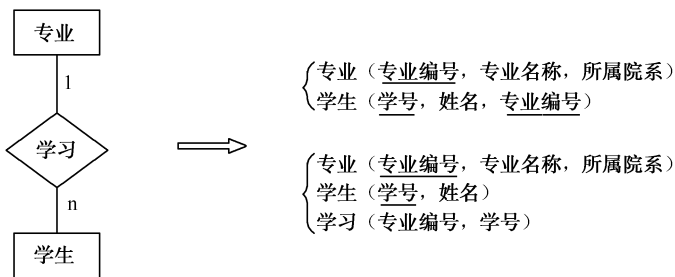 专业
1
学习
n
学生
专业（专业编号，专业名称，所属院系）
学生（学号，姓名，专业编号）
专业（专业编号，专业名称，所属院系）
学生（学号，姓名）
学习（专业编号，学号）